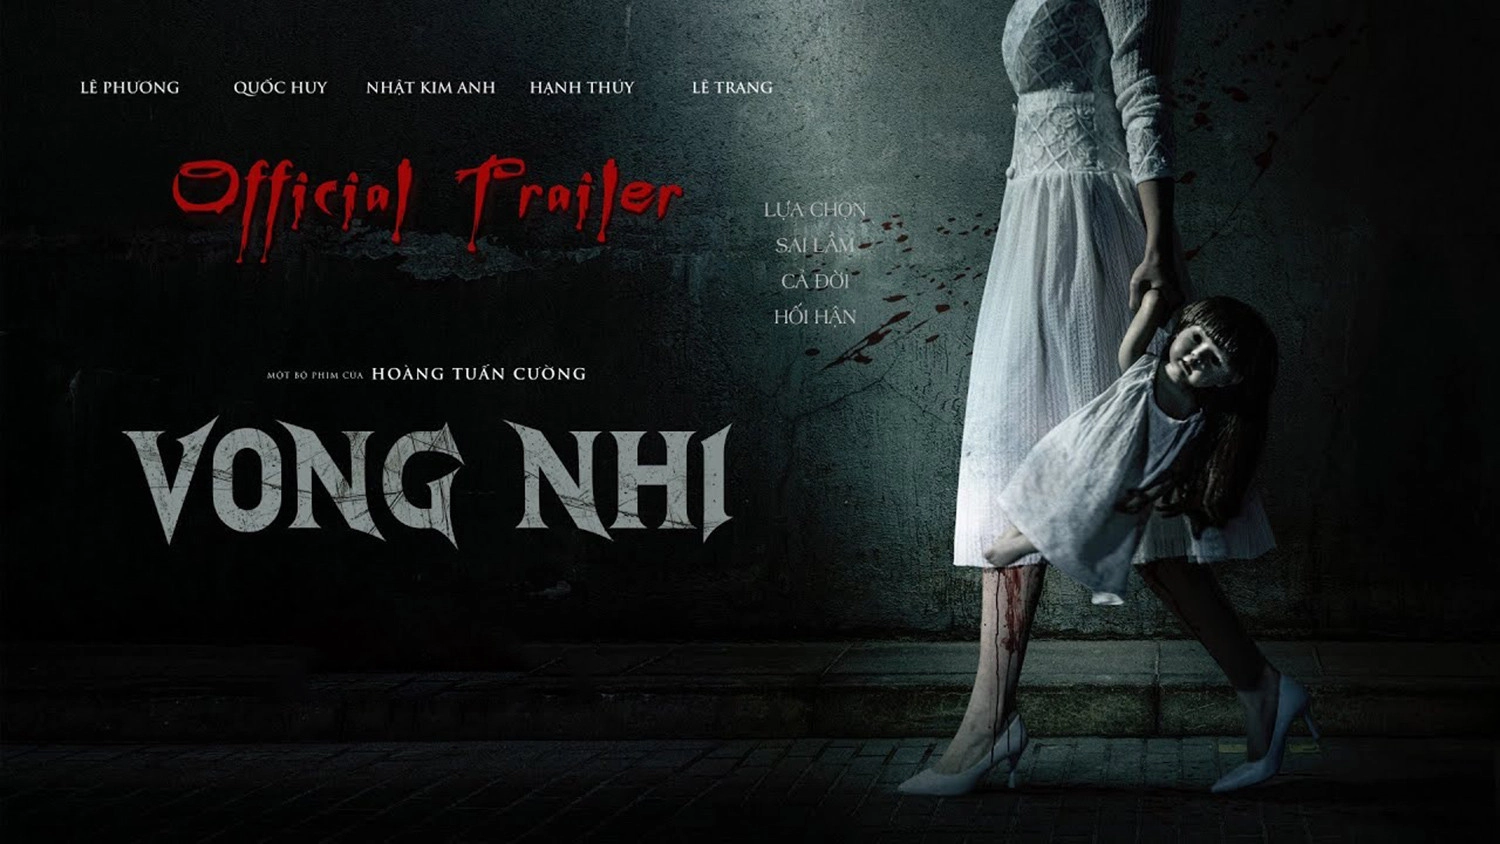 LÊ PHƯƠNG QUỐC HUY NHẬT KIM ANH HẠNH THÚY LÊ TRANG
Official Trailer
LỰA CHỌN
SAI LẦM
CẢ ĐỜI
HỐI HẬN
MỘT BỘ PHIM CỦA HOÀNG TUẤN CƯỜNG
VONG NHI